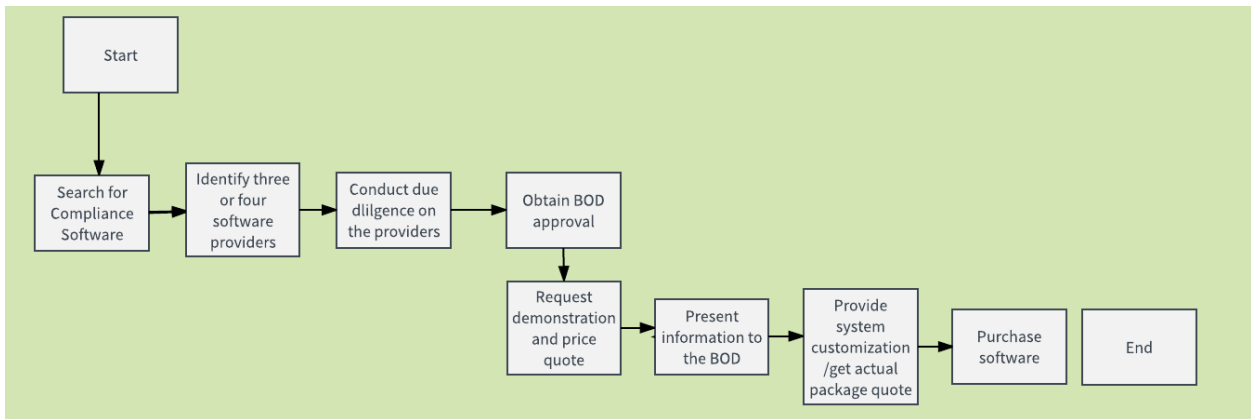 Start
Search for
Compliance
Software
Identify three
or four
software
providers
Conduct due
dlilgence on
the providers
Obtain BOD
approval
Request
demonstration
and price
quote
Present
information to
the BOD
Provide
system
customization
/get actual
package quote
Purchase
software
End